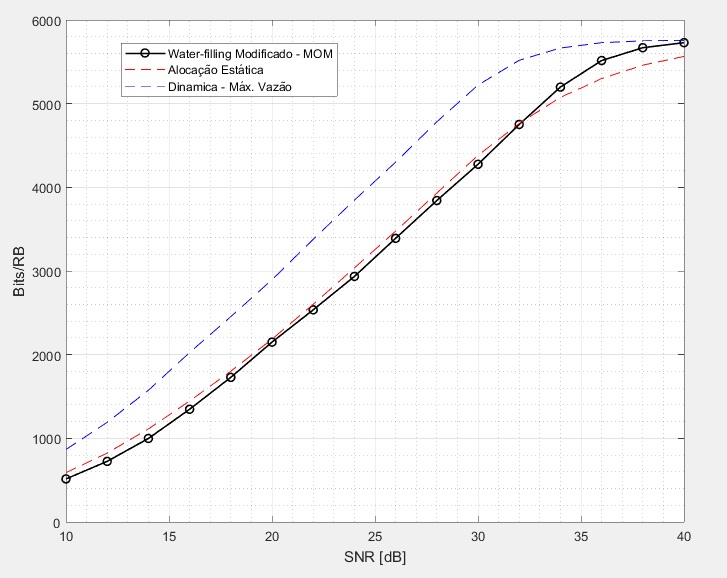 6000
5000
4000
3000
2000
1000
0
Bits/RB
Water-filling Modificado - MOM
Alocação Estática
Dinamica - Máx. Vazão
10 15 20 25 30 35 40
SNR [dB]